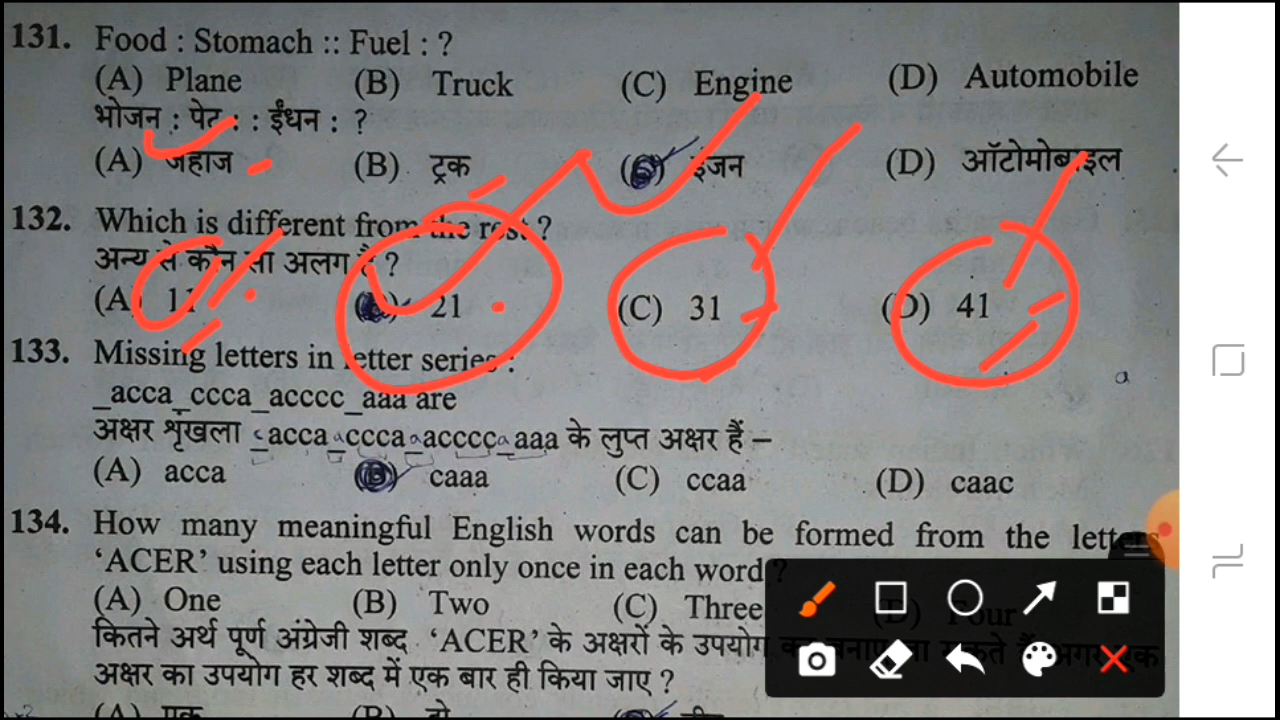 131. Food : Stomach :: Fuel : ?
(A) Plane (B) Truck (C) Engine (D) Automobile
भोजन : पेट : : ईंधन : ?
(A) जहाज (B) ट्रक (C) इंजन (D) ऑटोमोबाइल
132. Which is different from the rest ?
अन्य से कौन सा अलग है ?
(A) 11 (B) 21 (C) 31 (D) 41
133. Missing letters in letter series :
_acca_ccca_acccc_aaa are
अक्षर शृंखला _acca_ccca_acccc_aaa के लुप्त अक्षर हैं –
(A) acca (B) caaa (C) ccaa (D) caac
134. How many meaningful English words can be formed from the letters
‘ACER’ using each letter only once in each word ?
(A) One (B) Two (C) Three (D) Four
कितने अर्थ पूर्ण अंग्रेजी शब्द ‘ACER’ के अक्षरों के उपयोग
अक्षर का उपयोग हर शब्द में एक बार ही किया जाए ?
(A) एक (B) दो तीन